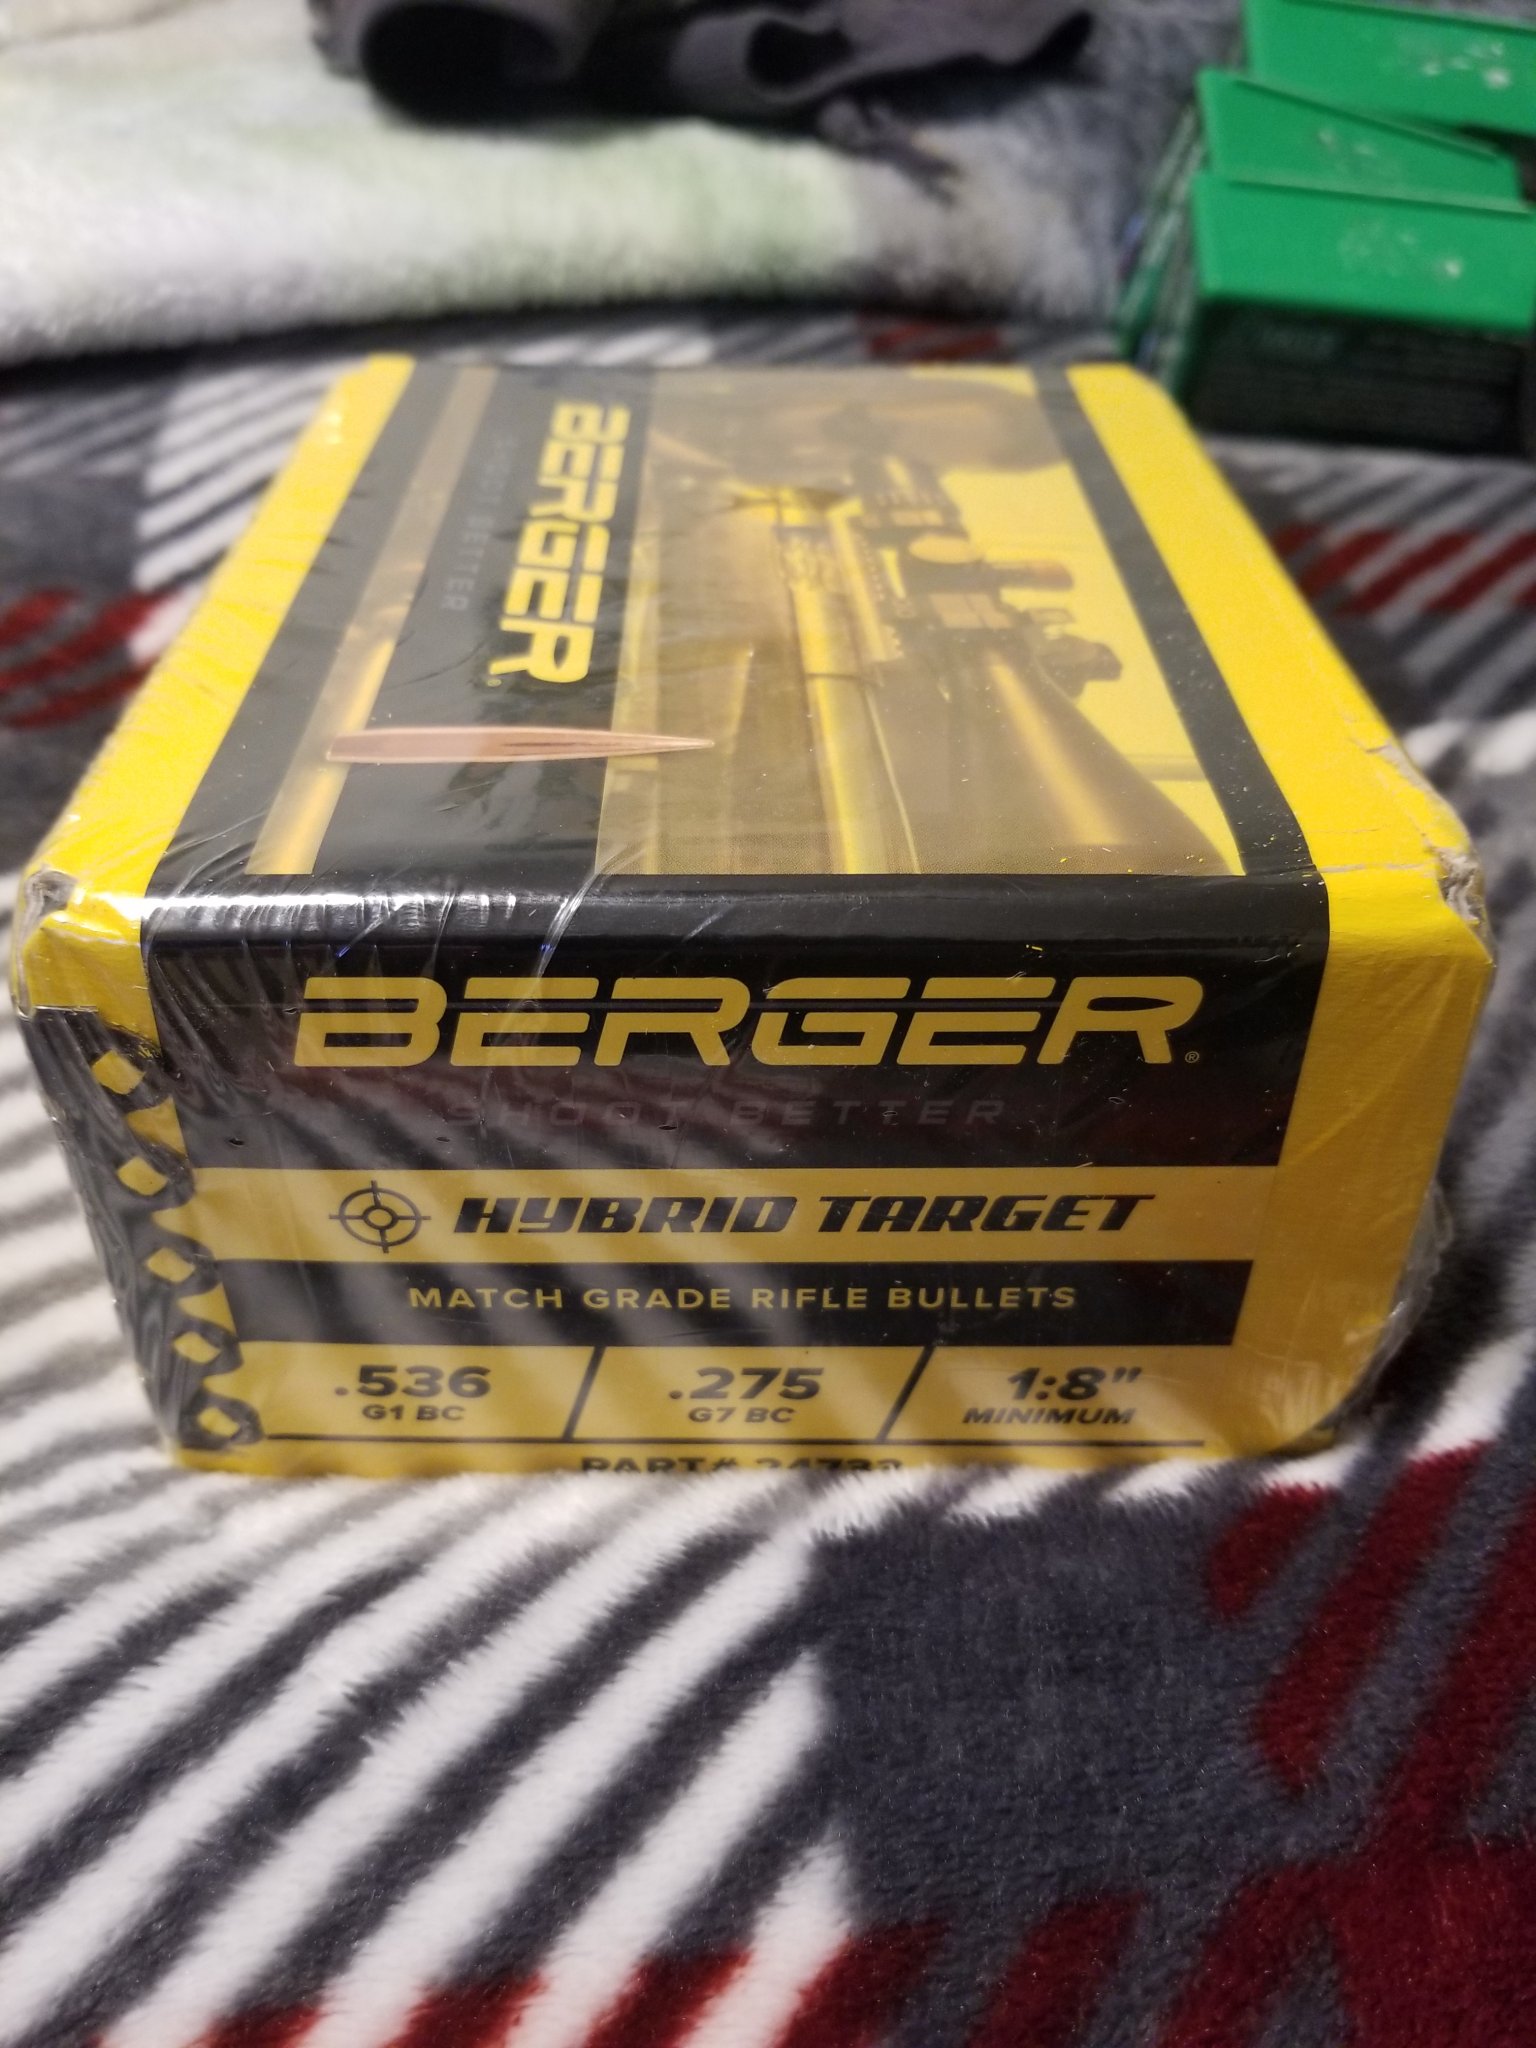 BERGER
SHOOT BETTER
BERGER®
SHOOT BETTER
HYBRID TARGET
MATCH GRADE RIFLE BULLETS
.536
G1 BC
.275
G7 BC
1:8"
MINIMUM
PART#